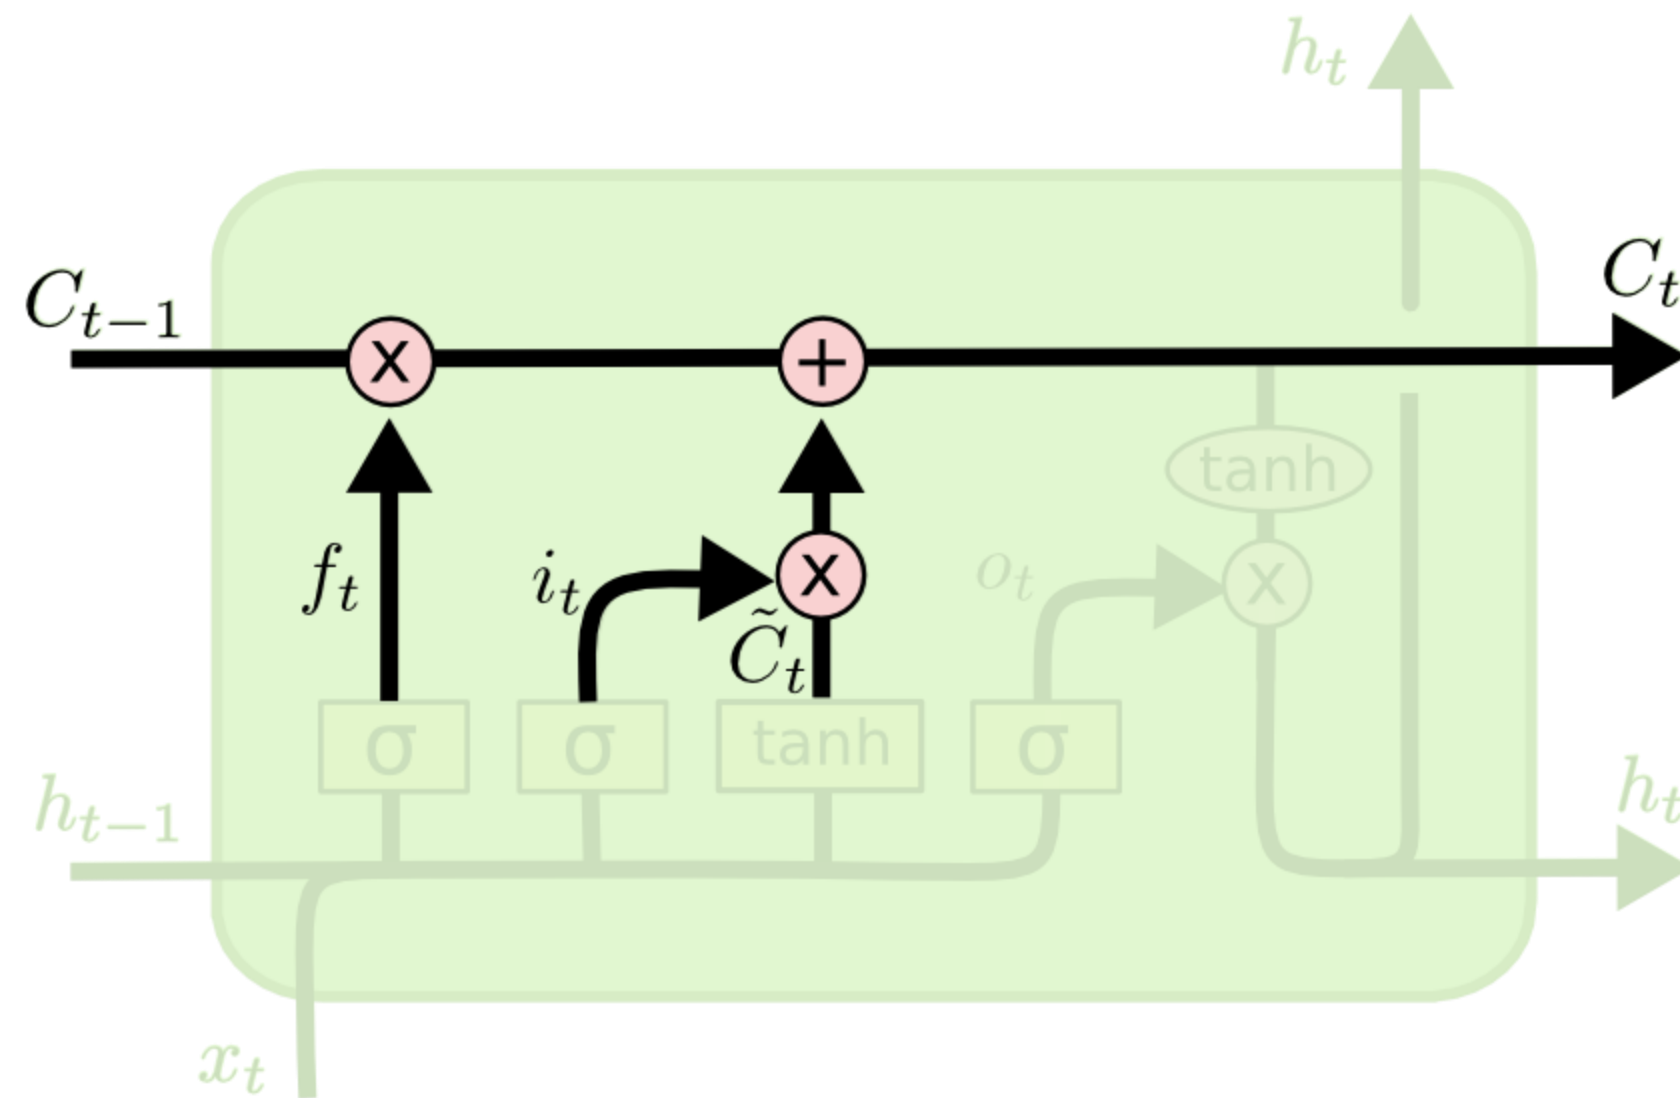 h_t
C_{t-1}
C_t
x
+
tanh
f_t
i_t
x
o_t
x
C̃_t
σ
σ
tanh
σ
h_{t-1}
h_t
x_t